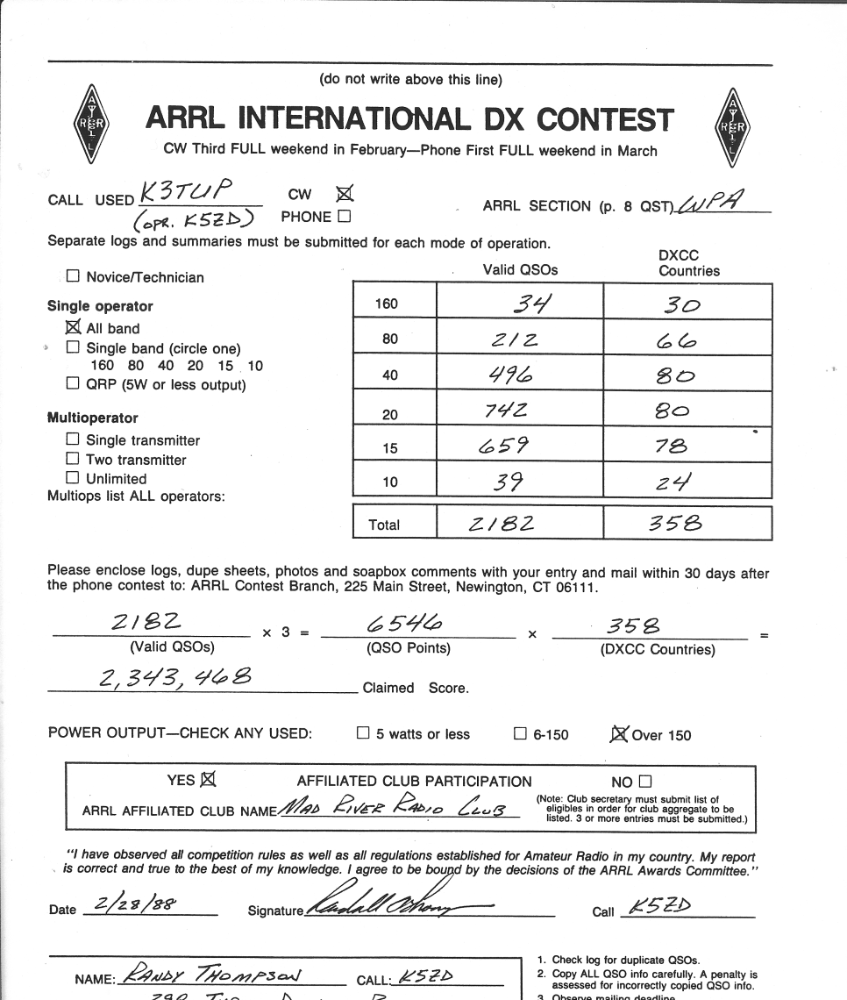 (do not write above this line)
ARRL INTERNATIONAL DX CONTEST
CW Third FULL weekend in February—Phone First FULL weekend in March
CALL USED K3TUP CW ☒
(OPR. K5ZD) PHONE ☐
ARRL SECTION (p. 8 QST) WPA
Separate logs and summaries must be submitted for each mode of operation.
☐ Novice/Technician
Single operator
☒ All band
☐ Single band (circle one)
160 80 40 20 15 10
☐ QRP (5W or less output)
Multioperator
☐ Single transmitter
☐ Two transmitter
☐ Unlimited
Multiops list ALL operators:
Valid QSOs DXCC Countries
160 34 30
80 212 66
40 496 80
20 742 80
15 659 78
10 39 24
Total 2182 358
Please enclose logs, dupe sheets, photos and soapbox comments with your entry and mail within 30 days after
the phone contest to: ARRL Contest Branch, 225 Main Street, Newington, CT 06111.
2182 × 3 = 6546 × 358 =
(Valid QSOs) (QSO Points) (DXCC Countries)
2,343,468 Claimed Score.
POWER OUTPUT—CHECK ANY USED: ☐ 5 watts or less ☐ 6-150 ☒ Over 150
YES ☒ AFFILIATED CLUB PARTICIPATION NO ☐
ARRL AFFILIATED CLUB NAME MAD RIVER RADIO CLUB
(Note: Club secretary must submit list of
eligibles in order for club aggregate to be
listed. 3 or more entries must be submitted.)
"I have observed all competition rules as well as all regulations established for Amateur Radio in my country. My report
is correct and true to the best of my knowledge. I agree to be bound by the decisions of the ARRL Awards Committee."
Date 2/28/88 Signature Randall Thompson Call K5ZD
NAME: RANDY THOMPSON CALL: K5ZD
1. Check log for duplicate QSOs.
2. Copy ALL QSO info carefully. A penalty is
assessed for incorrectly copied QSO info.
3. Observe mailing deadline